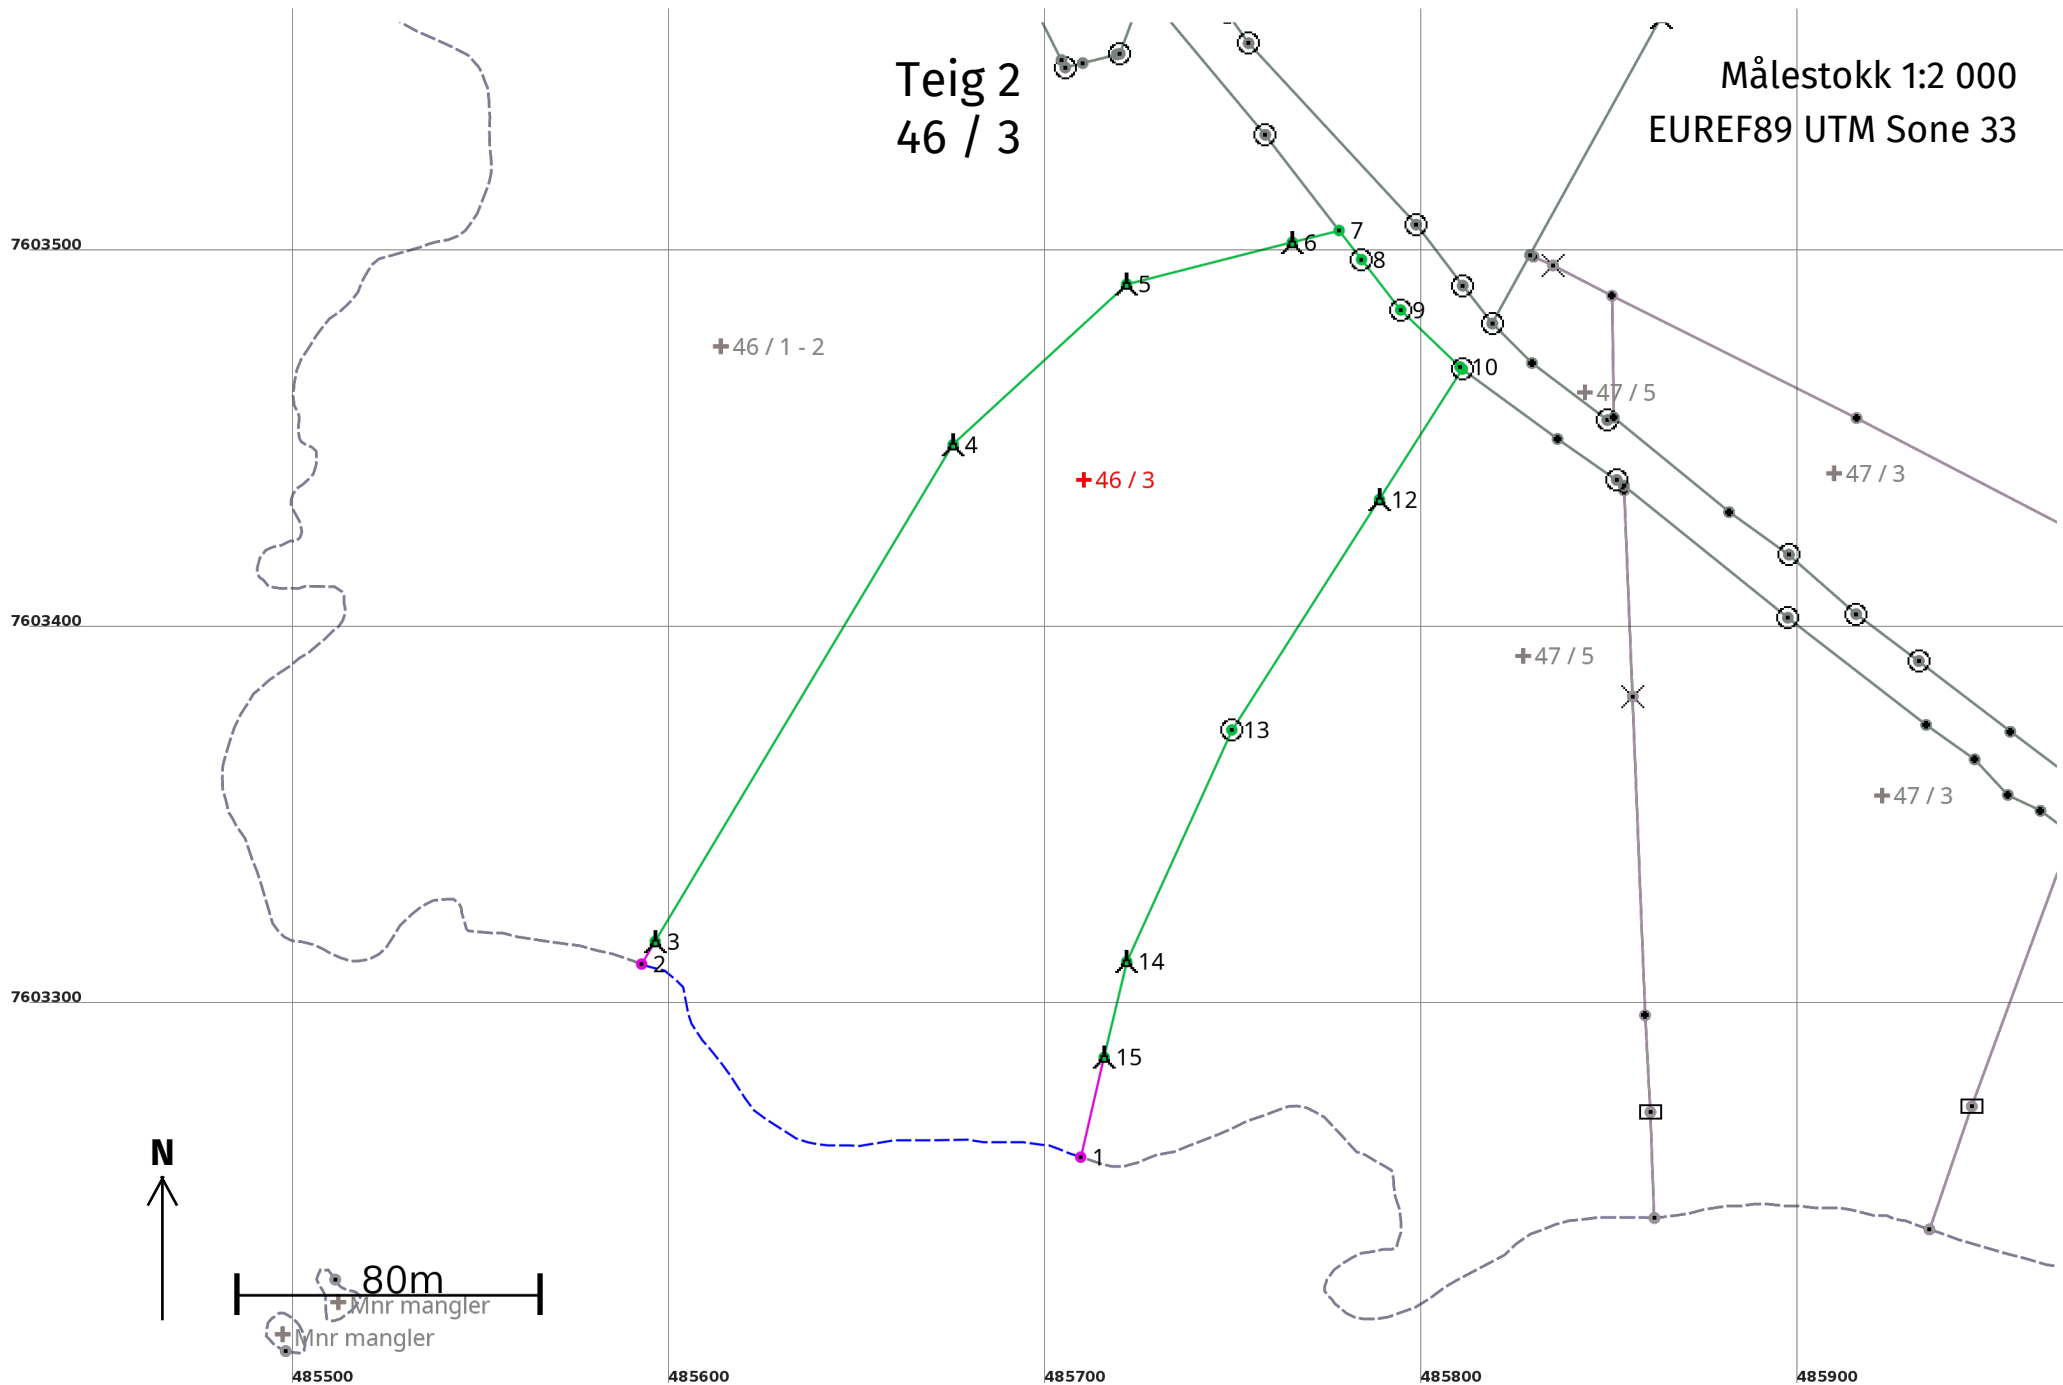 Teig 2
46 / 3
Målestokk 1:2 000
EUREF89 UTM Sone 33
7603500
7
6
8
5
9
46 / 1 - 2
10
47 / 5
4
46 / 3
47 / 3
12
7603400
47 / 5
13
47 / 3
3
2
14
7603300
15
N
1
80m
Mnr mangler
Mnr mangler
485500
485600
485700
485800
485900